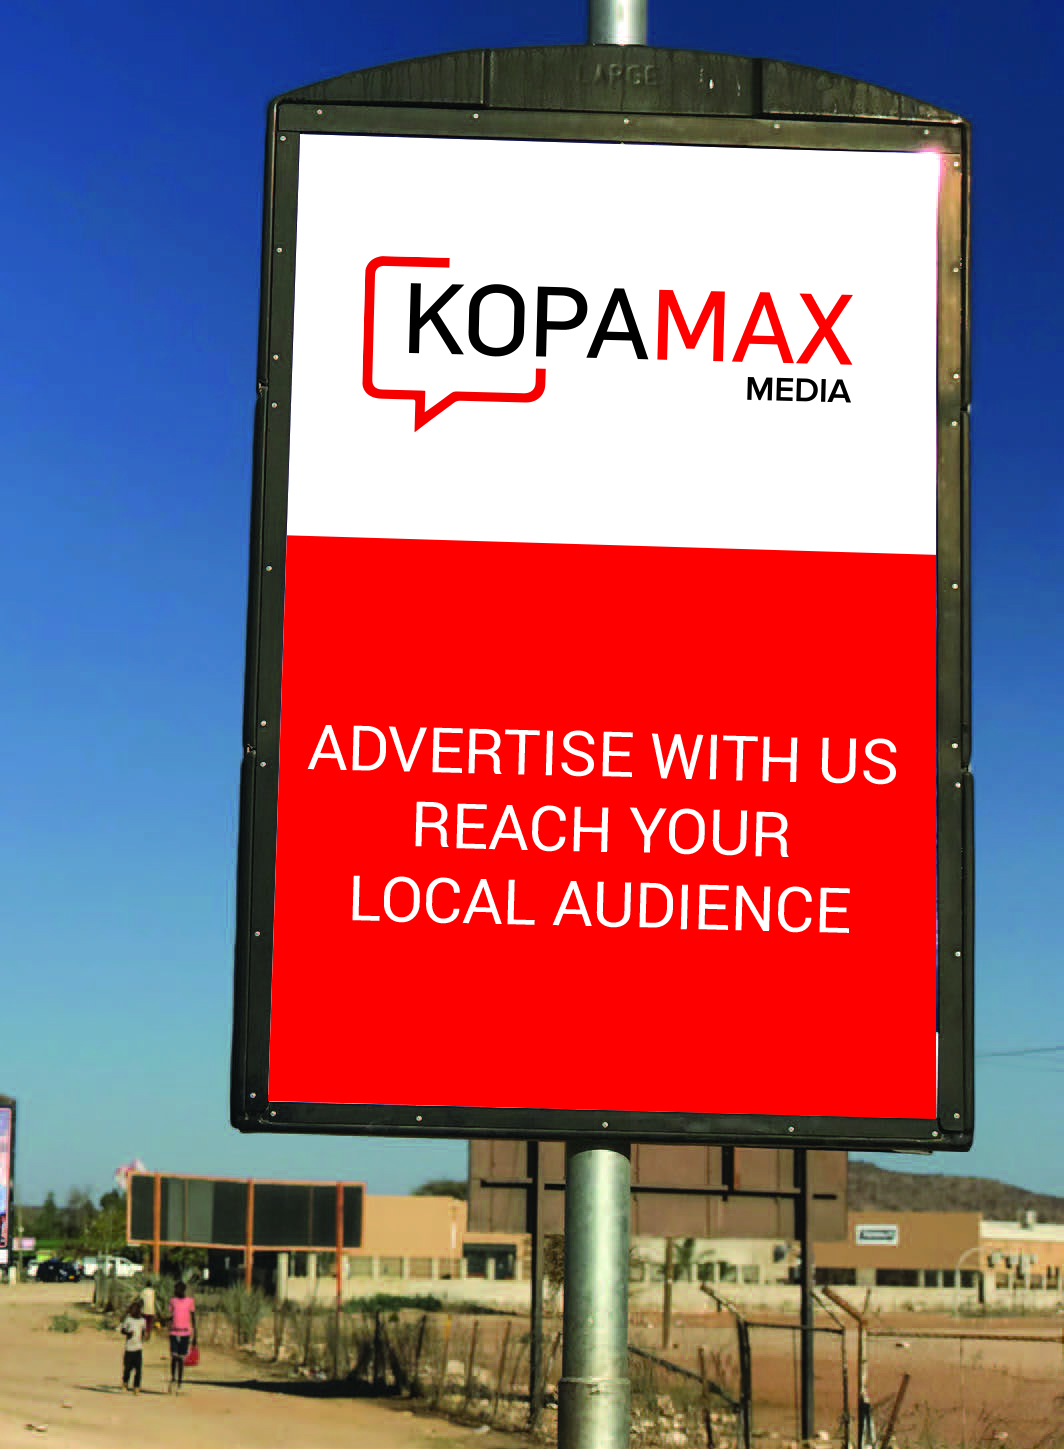 LARGE
KOPAMAX
MEDIA
ADVERTISE WITH US
REACH YOUR
LOCAL AUDIENCE